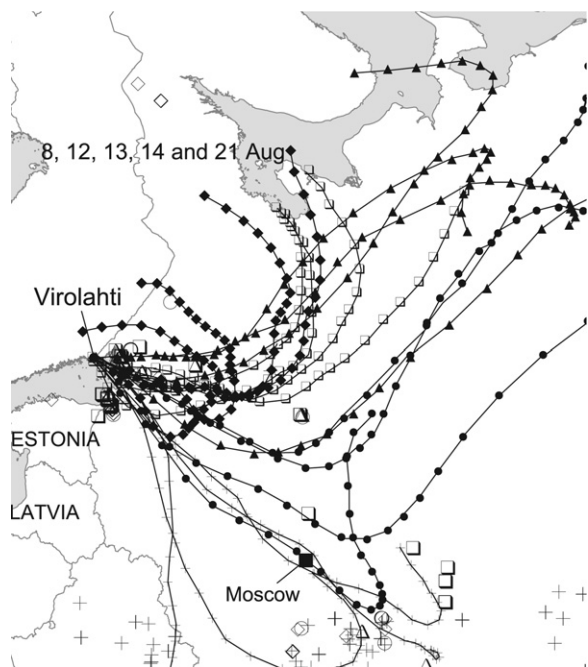 8, 12, 13, 14 and 21 Aug
Virolahti
ESTONIA
LATVIA
Moscow